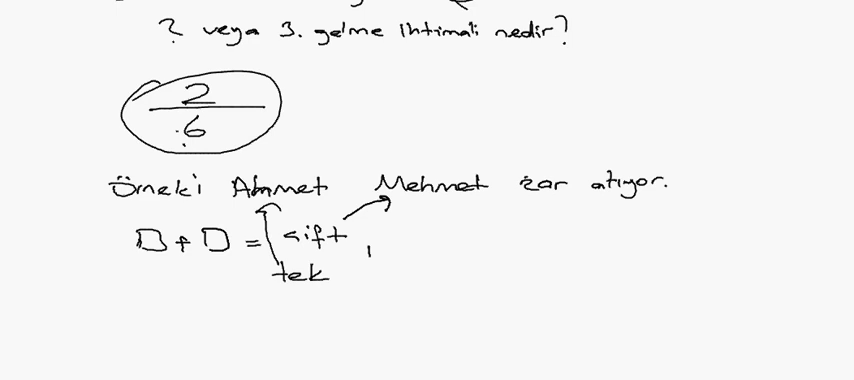 ? veya 3. gelme ihtimali nedir?
2
6
Örnek: Ahmet Mehmet zar atıyor.
D + D = çift
tek